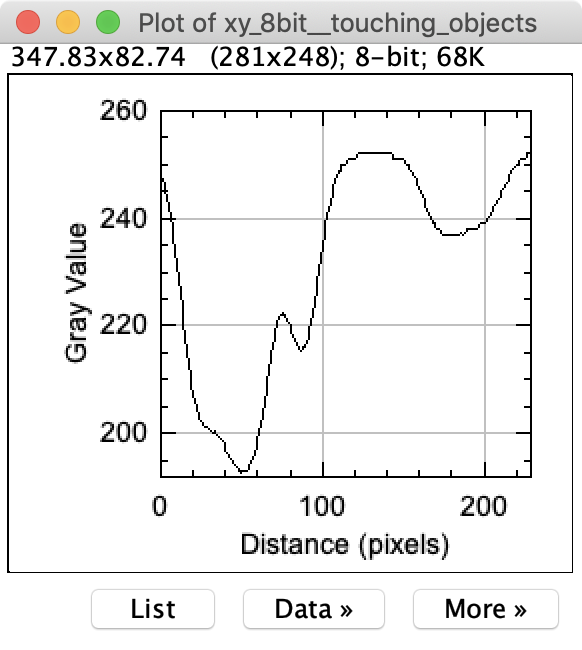 Plot of xy_8bit__touching_objects
347.83x82.74 (281x248); 8-bit; 68K
260
240
220
200
Gray Value
0 100 200
Distance (pixels)
List Data » More »